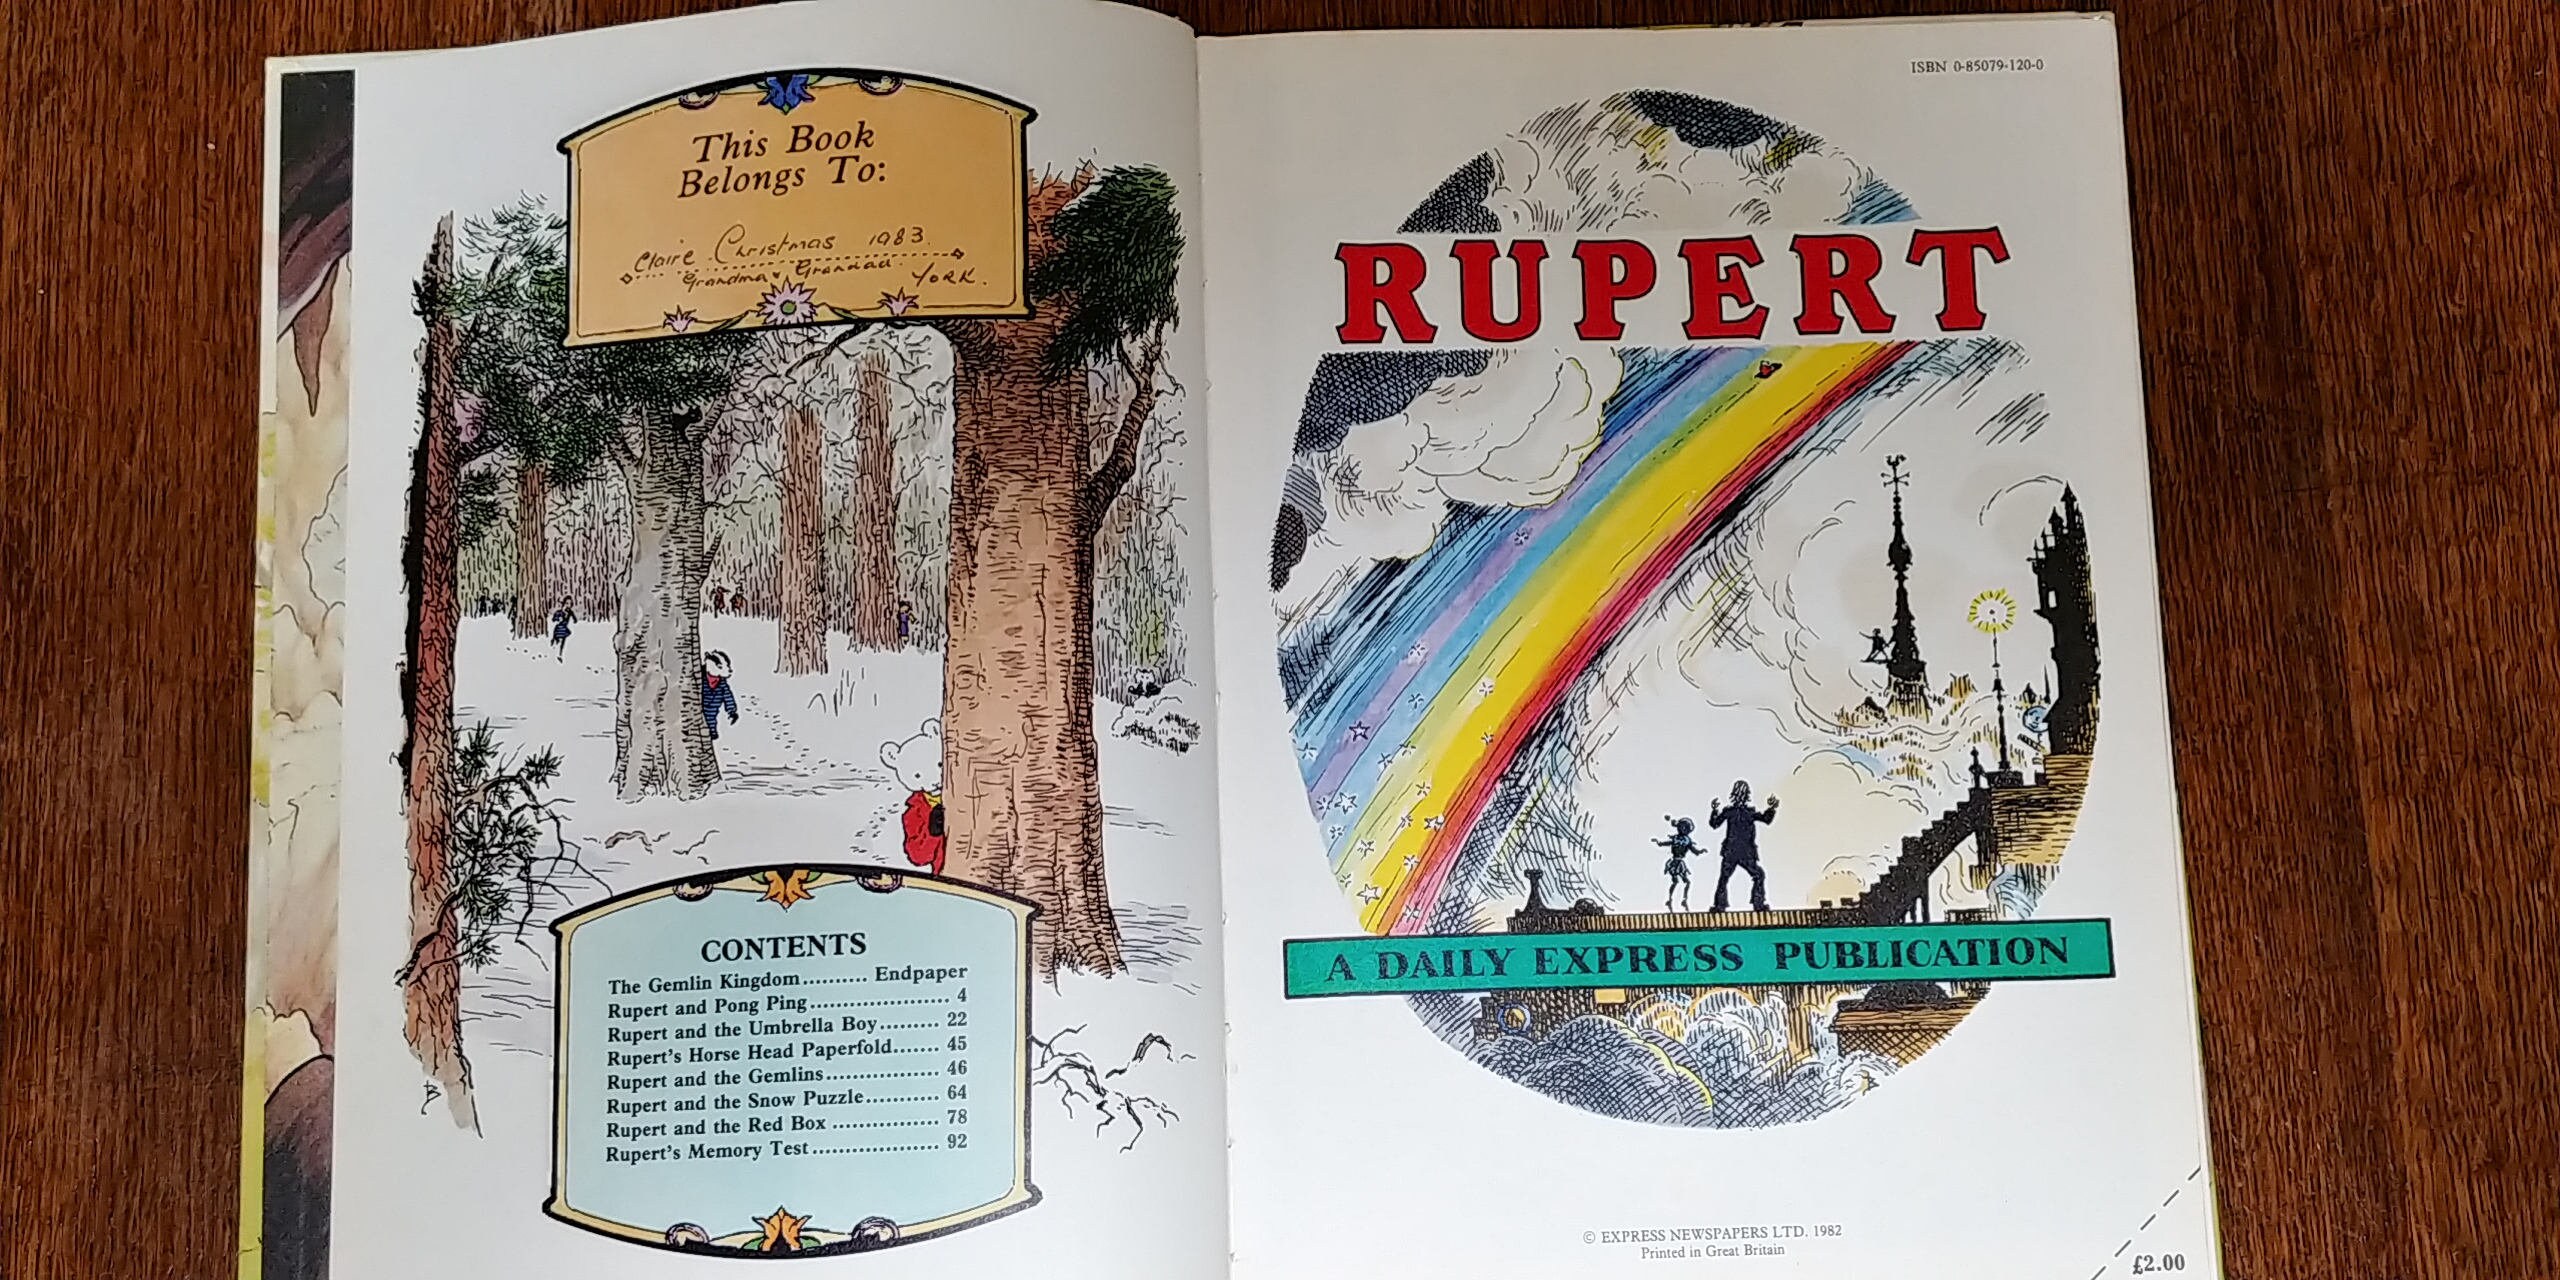 This Book
Belongs To:
Claire Christmas 1983.
Grandma & Grandad York.
CONTENTS
The Gemlin Kingdom.......... Endpaper
Rupert and Pong Ping...................... 4
Rupert and the Umbrella Boy......... 22
Rupert's Horse Head Paperfold....... 45
Rupert and the Gemlins.................. 46
Rupert and the Snow Puzzle........... 64
Rupert and the Red Box ................. 78
Rupert's Memory Test.................... 92
B
ISBN 0-85079-120-0
RUPERT
A DAILY EXPRESS PUBLICATION
© EXPRESS NEWSPAPERS LTD. 1982
Printed in Great Britain
£2.00